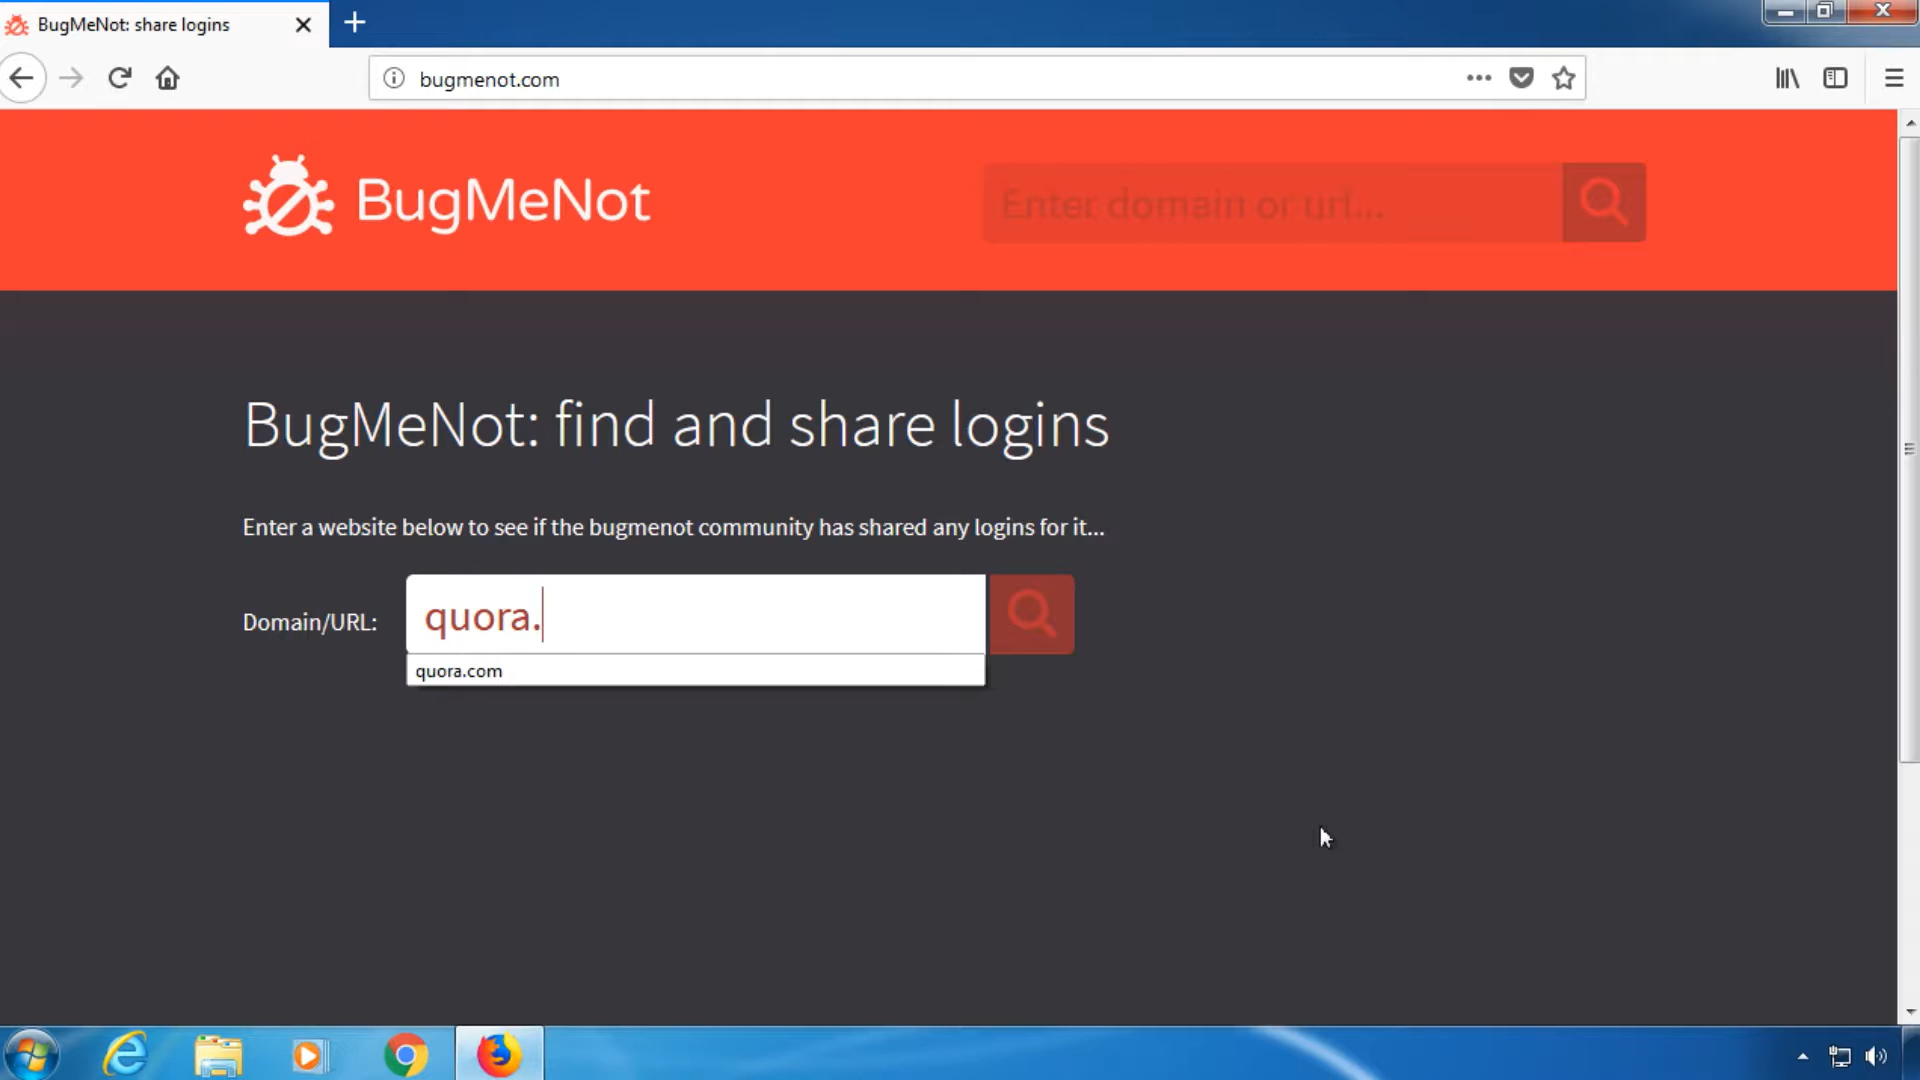 BugMeNot: share logins
bugmenot.com
BugMeNot
Enter domain or url...
BugMeNot: find and share logins
Enter a website below to see if the bugmenot community has shared any logins for it...
Domain/URL:
quora.
quora.com